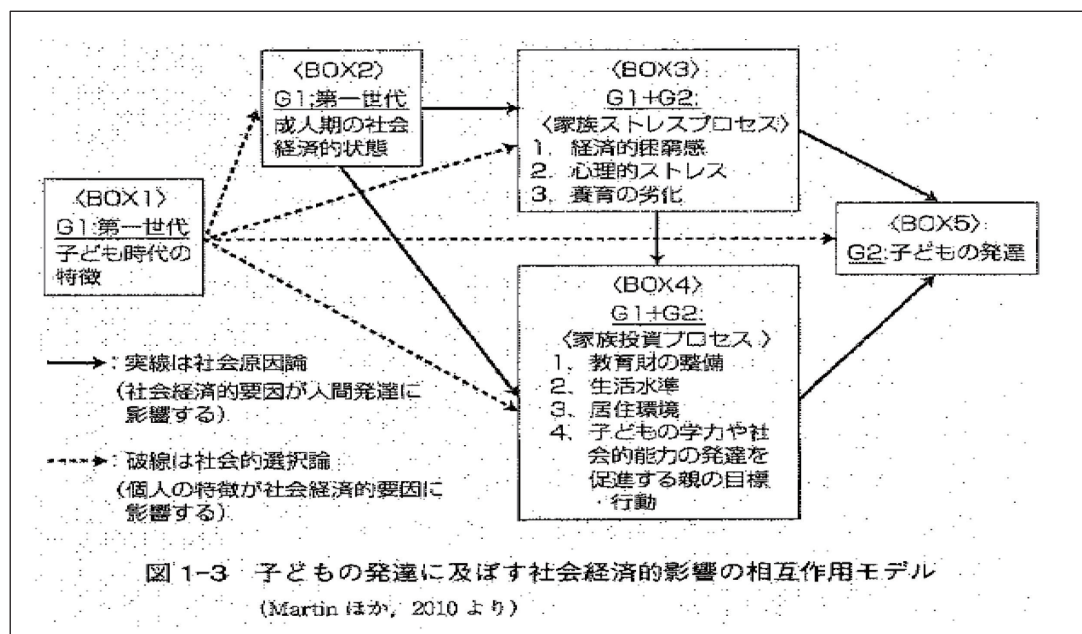 〈BOX1〉
G1:第一世代
子ども時代の
特徴
〈BOX2〉
G1:第一世代
成人期の社会
経済的状態
〈BOX3〉
G1+G2:
〈家族ストレスプロセス〉
1. 経済的困窮感
2. 心理的ストレス
3. 養育の劣化
〈BOX4〉
G1+G2:
〈家族投資プロセス〉
1. 教育財の整備
2. 生活水準
3. 居住環境
4. 子どもの学力や社
会的能力の発達を
促進する親の目標
・行動
〈BOX5〉
G2:子どもの発達
:実線は社会原因論
(社会経済的要因が人間発達に
影響する)
:破線は社会的選択論
(個人の特徴が社会経済的要因に
影響する)
図 1-3 子どもの発達に及ぼす社会経済的影響の相互作用モデル
(Martin ほか, 2010 より)